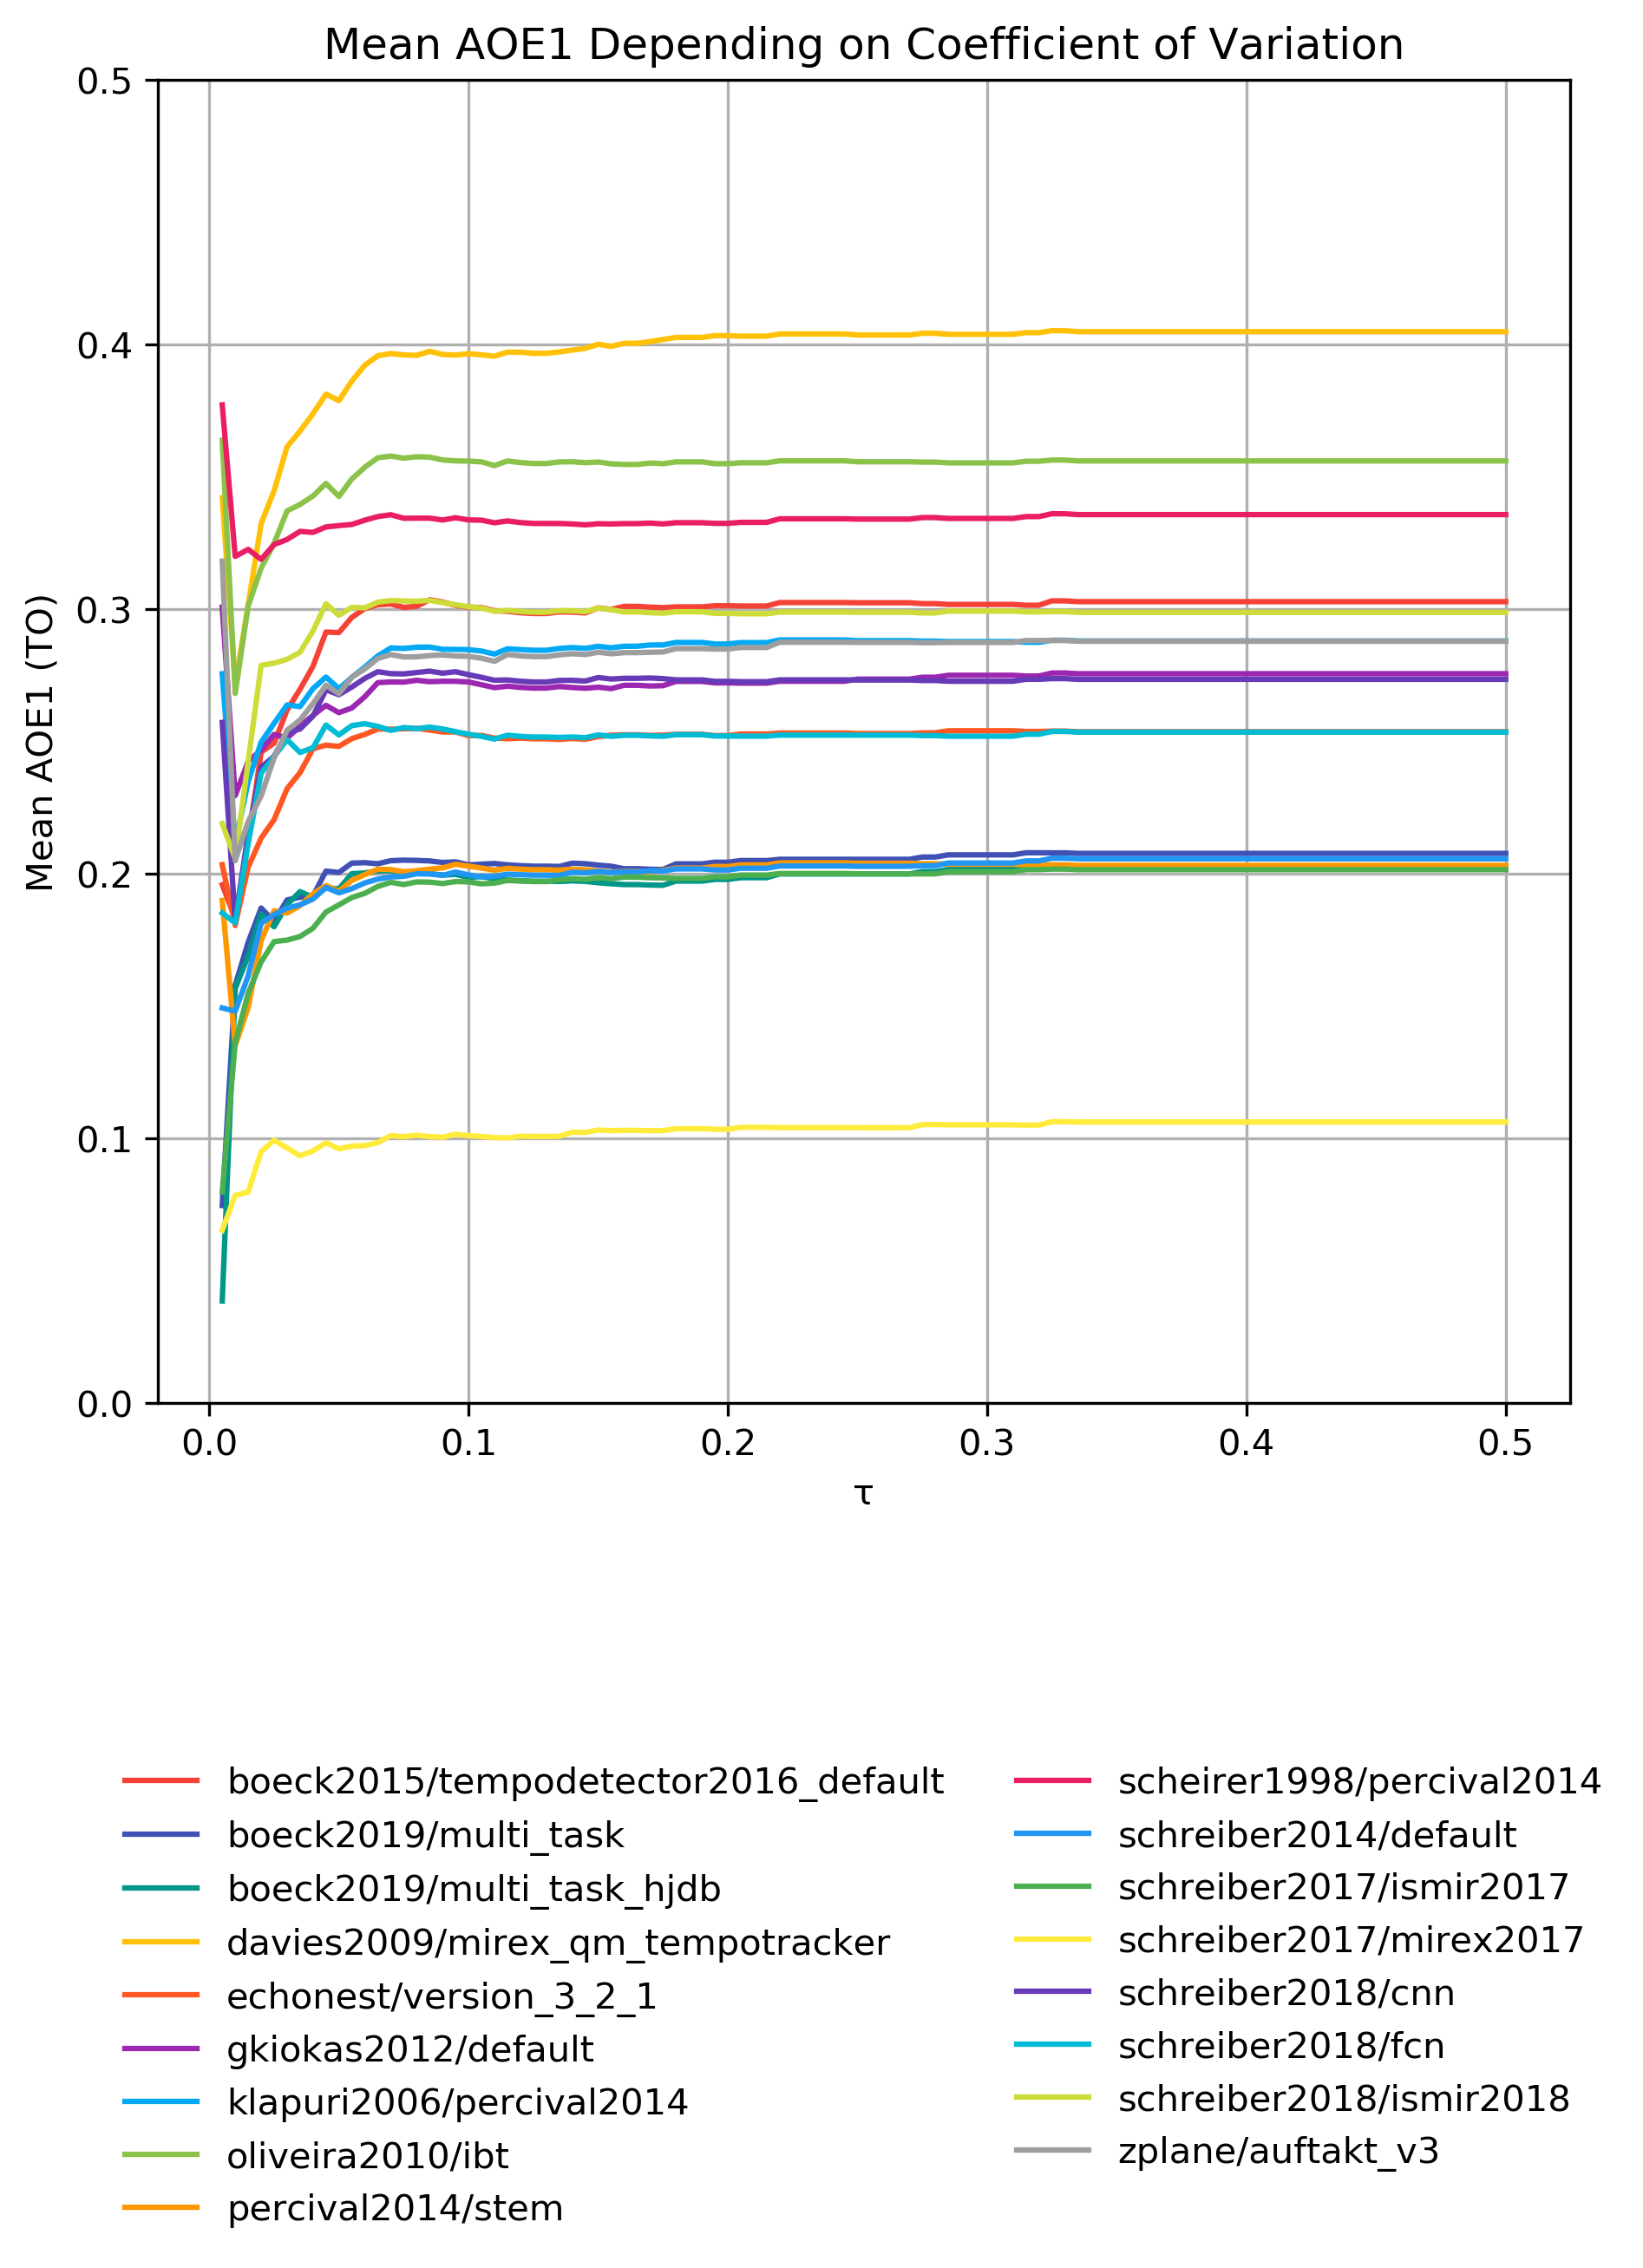 Mean AOE1 Depending on Coefficient of Variation
0.5
0.4
0.3
0.2
0.1
0.0
Mean AOE1 (TO)
0.0 0.1 0.2 0.3 0.4 0.5
τ
boeck2015/tempodetector2016_default
boeck2019/multi_task
boeck2019/multi_task_hjdb
davies2009/mirex_qm_tempotracker
echonest/version_3_2_1
gkiokas2012/default
klapuri2006/percival2014
oliveira2010/ibt
percival2014/stem
scheirer1998/percival2014
schreiber2014/default
schreiber2017/ismir2017
schreiber2017/mirex2017
schreiber2018/cnn
schreiber2018/fcn
schreiber2018/ismir2018
zplane/auftakt_v3